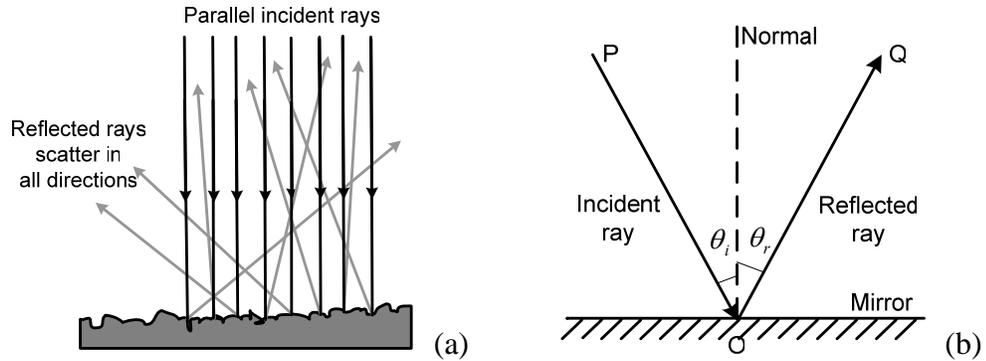 Parallel incident rays
Reflected rays
scatter in
all directions
(a)
Normal
P
Q
Incident
ray
Reflected
ray
θi
θr
Mirror
O
(b)